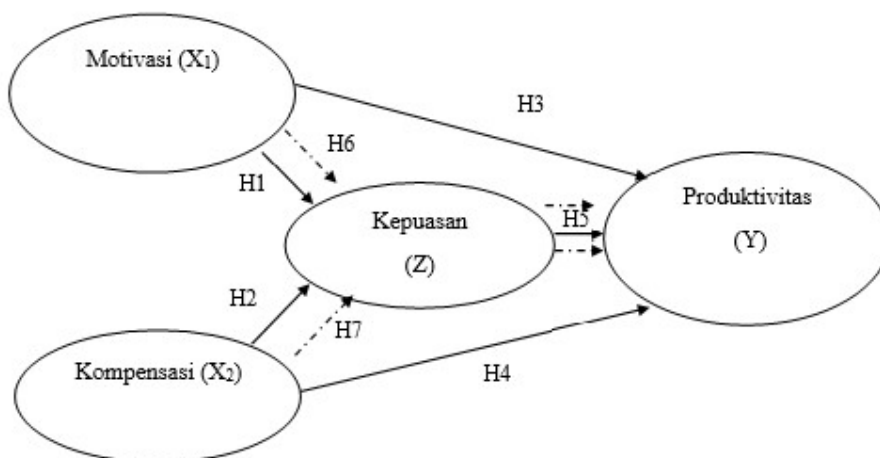 Motivasi (X₁)
H3
H6
H1
Produktivitas
(Y)
Kepuasan
(Z)
H5
H2
H7
Kompensasi (X₂)
H4